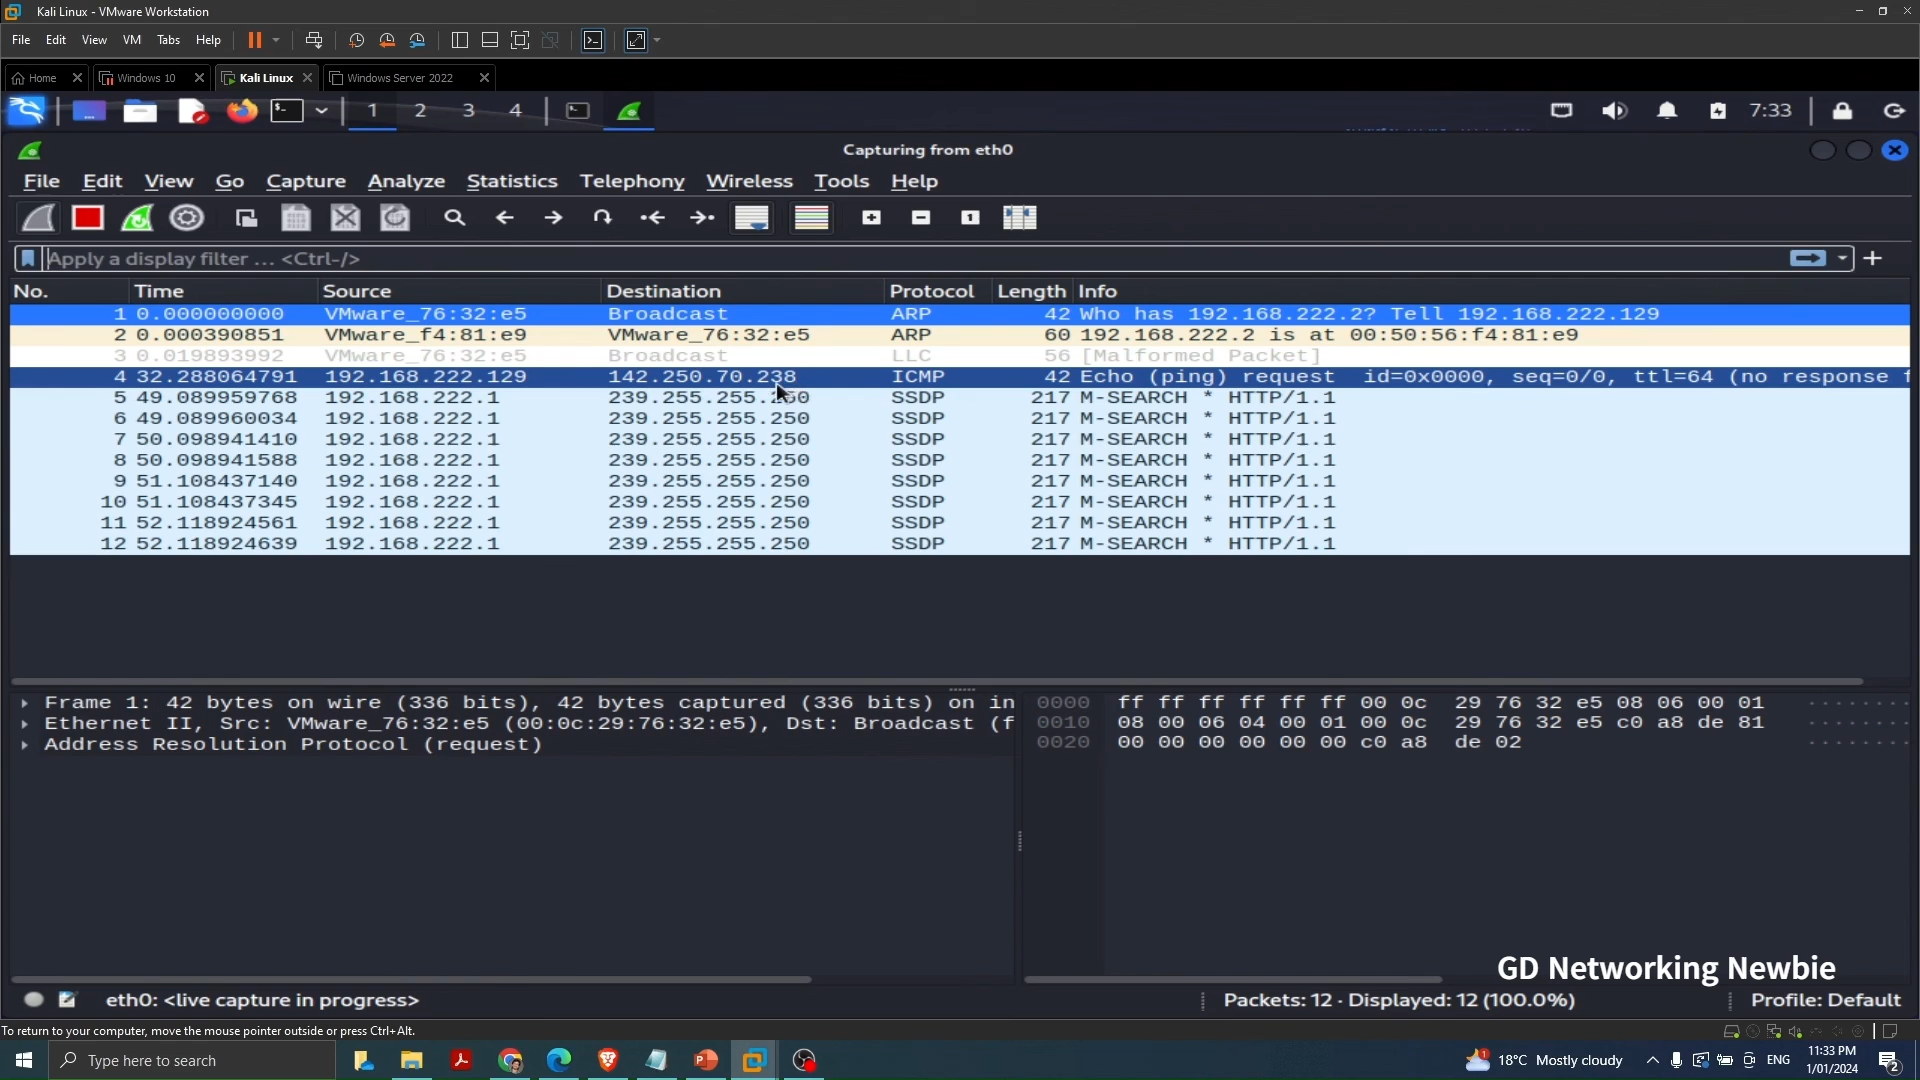 Kali Linux - VMware Workstation
File Edit View VM Tabs Help
Home Windows 10 Kali Linux Windows Server 2022
1 2 3 4 7:33
Capturing from eth0
File Edit View Go Capture Analyze Statistics Telephony Wireless Tools Help
Apply a display filter ... <Ctrl-/>
No. Time Source Destination Protocol Length Info
1 0.000000000 VMware_76:32:e5 Broadcast ARP 42 Who has 192.168.222.2? Tell 192.168.222.129
2 0.000390851 VMware_f4:81:e9 VMware_76:32:e5 ARP 60 192.168.222.2 is at 00:50:56:f4:81:e9
3 0.019893992 VMware_76:32:e5 Broadcast LLC 56 [Malformed Packet]
4 32.288064791 192.168.222.129 142.250.70.238 ICMP 42 Echo (ping) request id=0x0000, seq=0/0, ttl=64 (no response f
5 49.089959768 192.168.222.1 239.255.255.250 SSDP 217 M-SEARCH * HTTP/1.1
6 49.089960034 192.168.222.1 239.255.255.250 SSDP 217 M-SEARCH * HTTP/1.1
7 50.098941410 192.168.222.1 239.255.255.250 SSDP 217 M-SEARCH * HTTP/1.1
8 50.098941588 192.168.222.1 239.255.255.250 SSDP 217 M-SEARCH * HTTP/1.1
9 51.108437140 192.168.222.1 239.255.255.250 SSDP 217 M-SEARCH * HTTP/1.1
10 51.108437345 192.168.222.1 239.255.255.250 SSDP 217 M-SEARCH * HTTP/1.1
11 52.118924561 192.168.222.1 239.255.255.250 SSDP 217 M-SEARCH * HTTP/1.1
12 52.118924639 192.168.222.1 239.255.255.250 SSDP 217 M-SEARCH * HTTP/1.1
Frame 1: 42 bytes on wire (336 bits), 42 bytes captured (336 bits) on in
Ethernet II, Src: VMware_76:32:e5 (00:0c:29:76:32:e5), Dst: Broadcast (f
Address Resolution Protocol (request)
0000 ff ff ff ff ff ff 00 0c 29 76 32 e5 08 06 00 01 ........
0010 08 00 06 04 00 01 00 0c 29 76 32 e5 c0 a8 de 81 ........
0020 00 00 00 00 00 00 c0 a8 de 02 ........
GD Networking Newbie
eth0: <live capture in progress> Packets: 12 · Displayed: 12 (100.0%) Profile: Default
To return to your computer, move the mouse pointer outside or press Ctrl+Alt.
Type here to search 18°C Mostly cloudy ENG 11:33 PM
1/01/2024 2